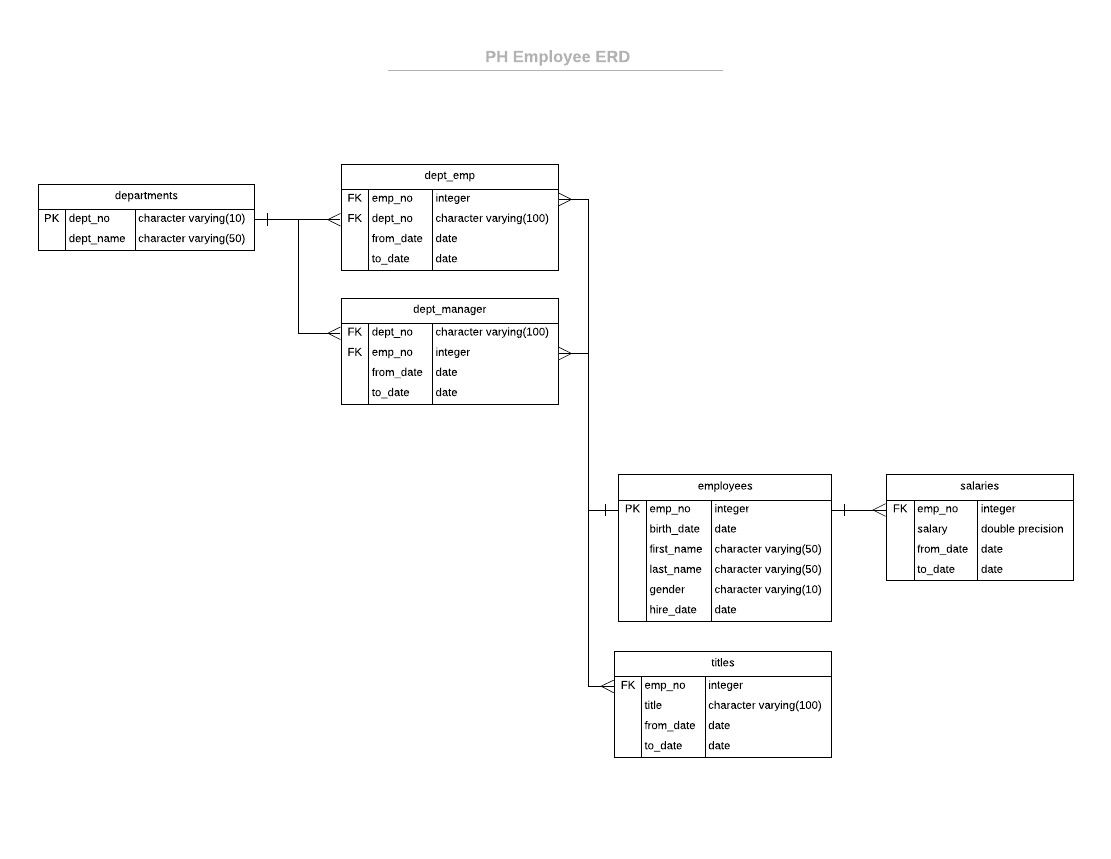 PH Employee ERD
departments
PK dept_no character varying(10)
dept_name character varying(50)
dept_emp
FK emp_no integer
FK dept_no character varying(100)
from_date date
to_date date
dept_manager
FK dept_no character varying(100)
FK emp_no integer
from_date date
to_date date
employees
PK emp_no integer
birth_date date
first_name character varying(50)
last_name character varying(50)
gender character varying(10)
hire_date date
salaries
FK emp_no integer
salary double precision
from_date date
to_date date
titles
FK emp_no integer
title character varying(100)
from_date date
to_date date